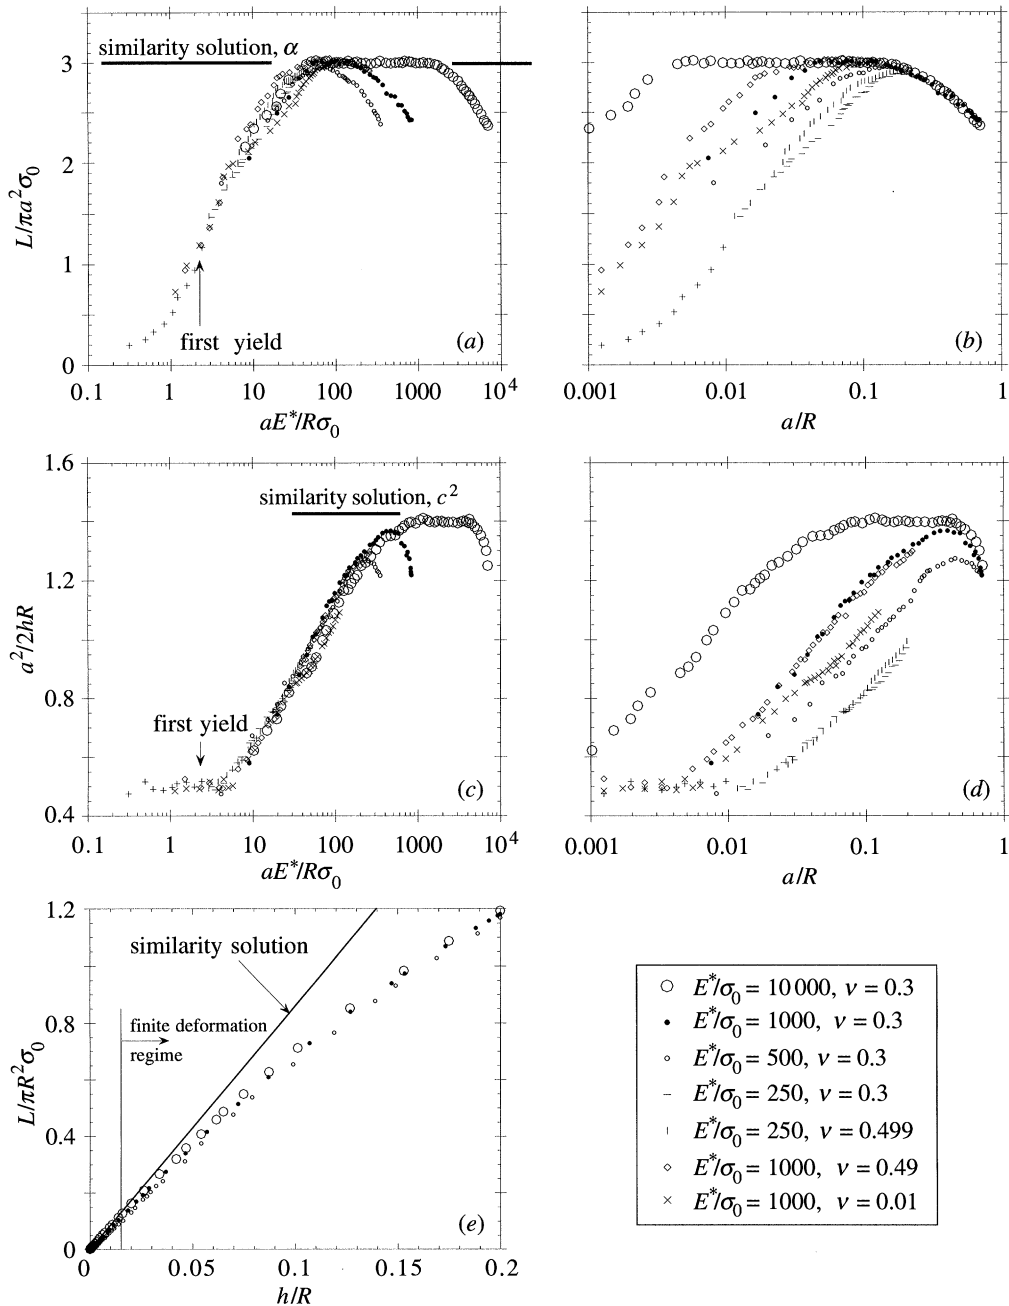 similarity solution, α
L/πa²σ₀
3
2
1
0
first yield
(a)
0.1 1 10 100 1000 10⁴
aE*/Rσ₀
(b)
0.001 0.01 0.1 1
a/R
a²/2hR
1.6
1.2
0.8
0.4
similarity solution, c²
first yield
(c)
0.1 1 10 100 1000 10⁴
aE*/Rσ₀
(d)
0.001 0.01 0.1 1
a/R
L/πR²σ₀
1.2
0.8
0.4
0
similarity solution
finite deformation
regime
(e)
0 0.05 0.1 0.15 0.2
h/R
E*/σ₀ = 10 000, ν = 0.3
E*/σ₀ = 1000, ν = 0.3
E*/σ₀ = 500, ν = 0.3
E*/σ₀ = 250, ν = 0.3
E*/σ₀ = 250, ν = 0.499
E*/σ₀ = 1000, ν = 0.49
E*/σ₀ = 1000, ν = 0.01